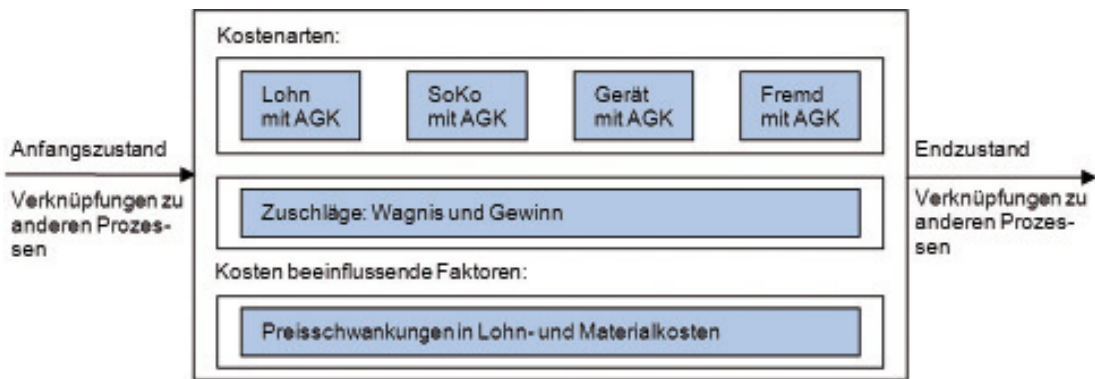 Kostenarten:
Lohn
mit AGK
SoKo
mit AGK
Gerät
mit AGK
Fremd
mit AGK
Anfangszustand
Verknüpfungen zu
anderen Prozes-
sen
Zuschläge: Wagnis und Gewinn
Kosten beeinflussende Faktoren:
Preisschwankungen in Lohn- und Materialkosten
Endzustand
Verknüpfungen zu
anderen Prozes-
sen